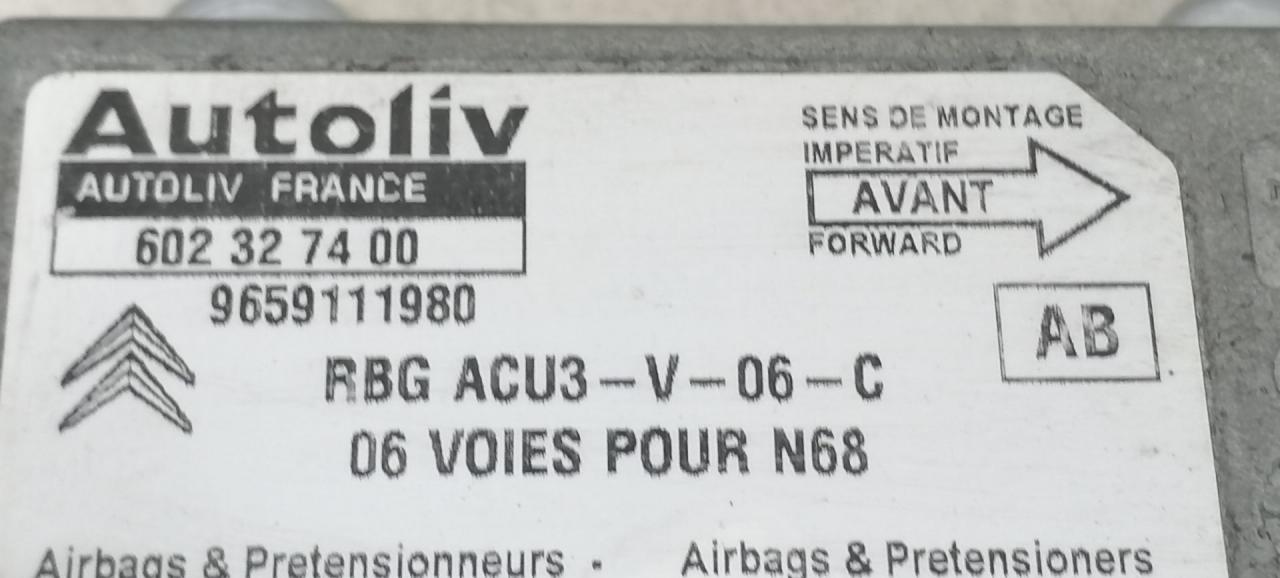 Autoliv
AUTOLIV FRANCE
602 32 74 00
9659111980
SENS DE MONTAGE
IMPERATIF
AVANT
FORWARD
AB
RBG ACU3-V-06-C
06 VOIES POUR N68
Airbags & Pretensionneurs - Airbags & Pretensioners